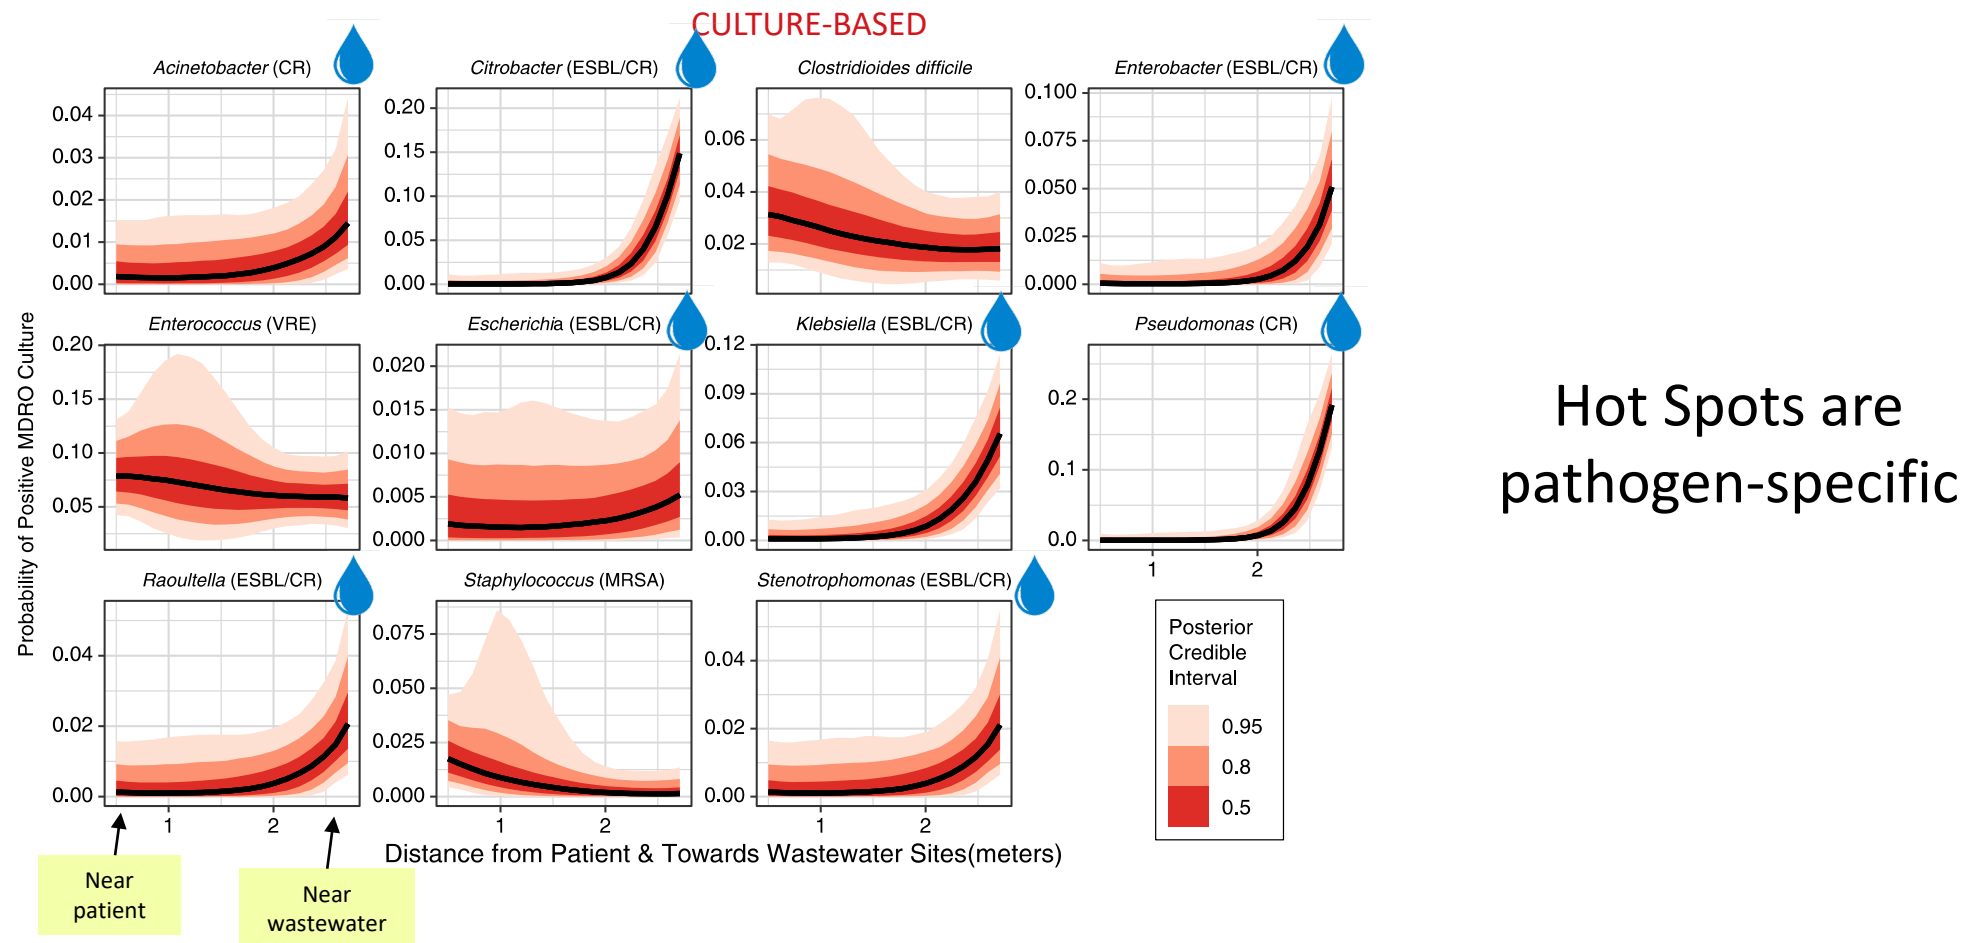 CULTURE-BASED
Acinetobacter (CR)
Citrobacter (ESBL/CR)
Clostridioides difficile
Enterobacter (ESBL/CR)
0.04
0.03
0.02
0.01
0.00
0.20
0.15
0.10
0.05
0.00
0.06
0.04
0.02
0.100
0.075
0.050
0.025
0.000
Enterococcus (VRE)
Escherichia (ESBL/CR)
Klebsiella (ESBL/CR)
Pseudomonas (CR)
0.20
0.15
0.10
0.05
0.020
0.015
0.010
0.005
0.000
0.12
0.09
0.06
0.03
0.00
0.2
0.1
0.0
1
2
Raoultella (ESBL/CR)
Staphylococcus (MRSA)
Stenotrophomonas (ESBL/CR)
0.04
0.02
0.00
0.075
0.050
0.025
0.000
0.04
0.02
0.00
1
2
1
2
1
2
Probability of Positive MDRO Culture
Distance from Patient & Towards Wastewater Sites(meters)
Posterior
Credible
Interval
0.95
0.8
0.5
Near
patient
Near
wastewater
Hot Spots are
pathogen-specific